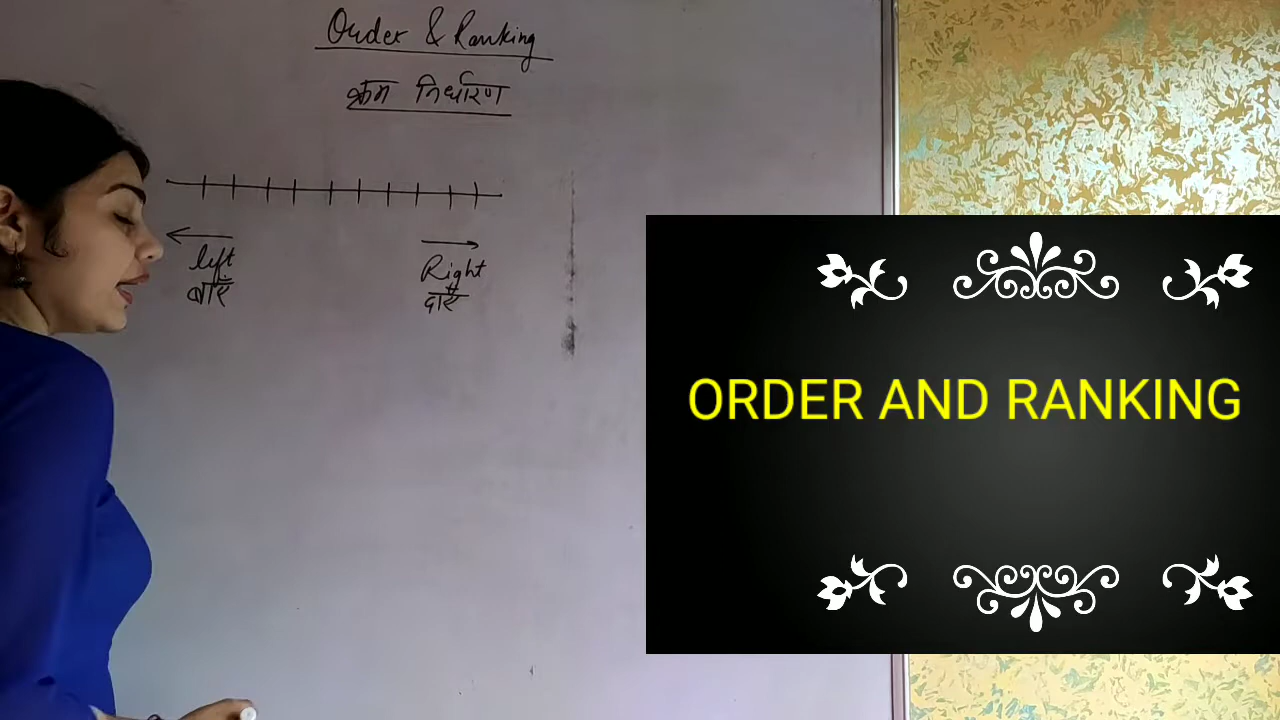 Order & Ranking
क्रम निर्धारण
left
Right
बाएं
दाएं
ORDER AND RANKING